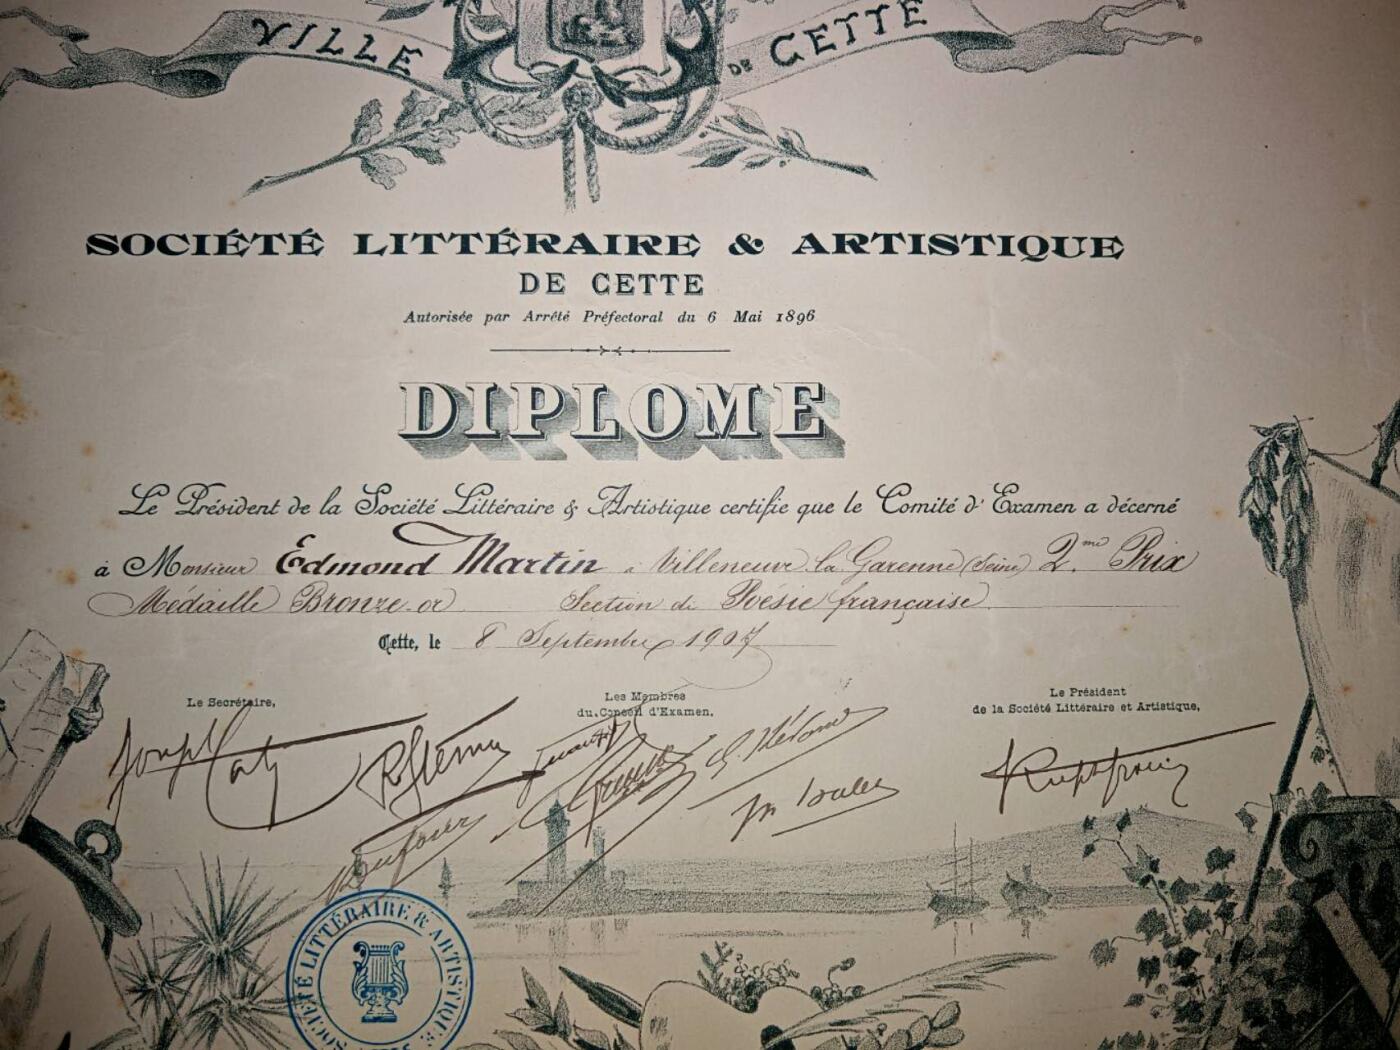 VILLE DE CETTE
SOCIÉTÉ LITTÉRAIRE & ARTISTIQUE
DE CETTE
Autorisée par Arrêté Préfectoral du 6 Mai 1896
DIPLOME
Le Président de la Société Littéraire & Artistique certifie que le Comité d'Examen a décerné
à Monsieur Edmond Martin à Villeneuve la Garenne (Seine) 2me Prix
Médaille Bronze or Section de Poésie française
Cette, le 8 Septembre 1907
Le Secrétaire,
Les Membres
du Conseil d'Examen,
Le Président
de la Société Littéraire et Artistique,
Joseph
SOCIÉTÉ LITTÉRAIRE & ARTISTIQUE